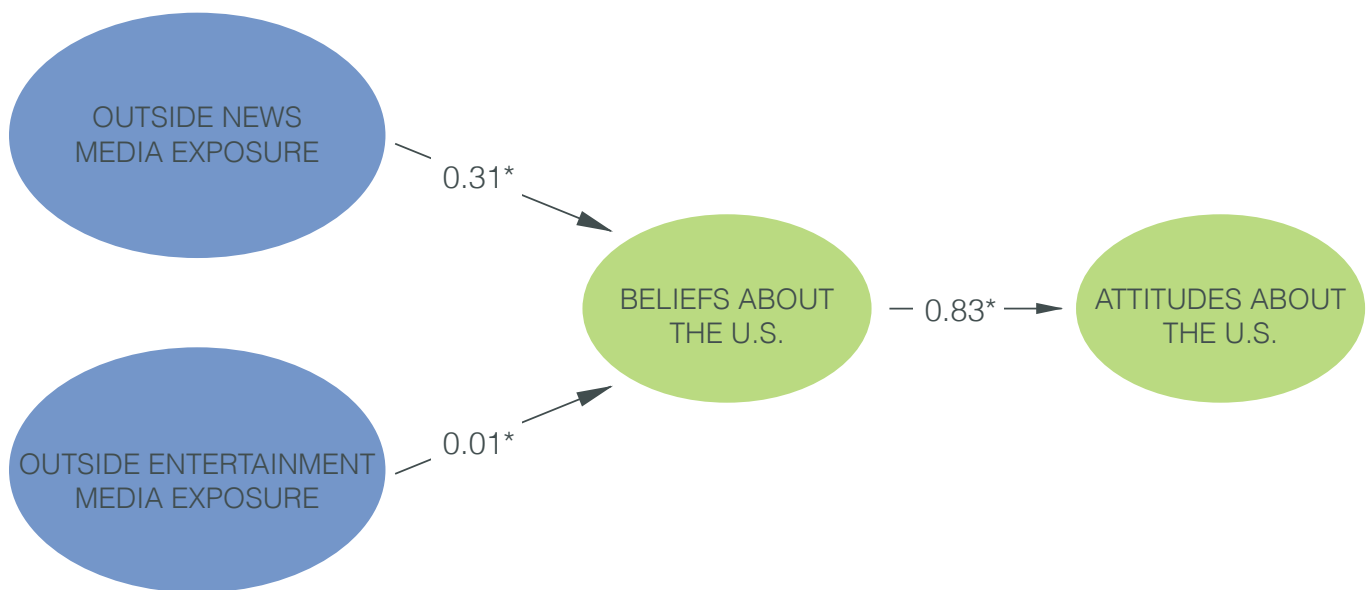 OUTSIDE NEWS
MEDIA EXPOSURE
0.31*
BELIEFS ABOUT
THE U.S.
0.83*
ATTITUDES ABOUT
THE U.S.
0.01*
OUTSIDE ENTERTAINMENT
MEDIA EXPOSURE